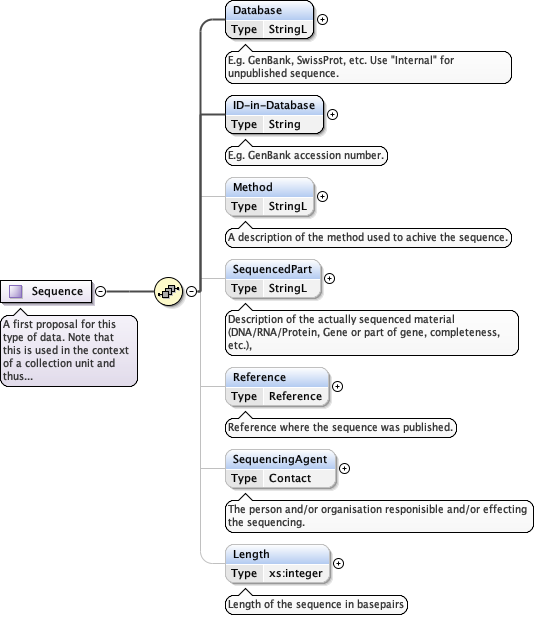 Database
Type StringL
E.g. GenBank, SwissProt, etc. Use "Internal" for
unpublished sequence.
ID-in-Database
Type String
E.g. GenBank accession number.
Method
Type StringL
A description of the method used to achive the sequence.
SequencedPart
Type StringL
Description of the actually sequenced material
(DNA/RNA/Protein, Gene or part of gene, completeness,
etc.),
Sequence
A first proposal for this
type of data. Note that
this is used in the context
of a collection unit and
thus...
Reference
Type Reference
Reference where the sequence was published.
SequencingAgent
Type Contact
The person and/or organisation responisible and/or effecting
the sequencing.
Length
Type xs:integer
Length of the sequence in basepairs